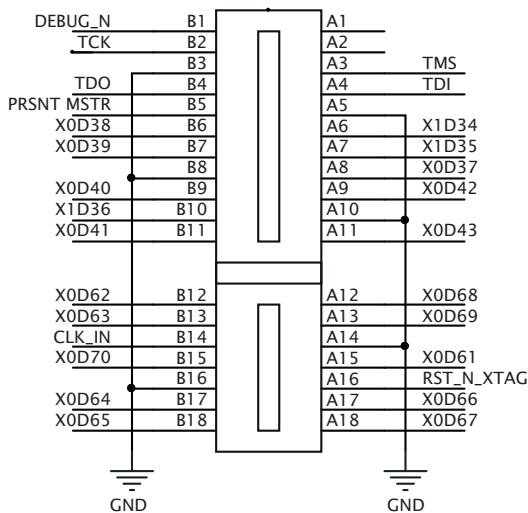 DEBUG_N B1 A1
TCK B2 A2
B3 A3 TMS
TDO B4 A4 TDI
PRSNT MSTR B5 A5
X0D38 B6 A6 X1D34
X0D39 B7 A7 X1D35
B8 A8 X0D37
X0D40 B9 A9 X0D42
X1D36 B10 A10
X0D41 B11 A11 X0D43
X0D62 B12 A12 X0D68
X0D63 B13 A13 X0D69
CLK_IN B14 A14
X0D70 B15 A15 X0D61
B16 A16 RST_N_XTAG
X0D64 B17 A17 X0D66
X0D65 B18 A18 X0D67
GND GND